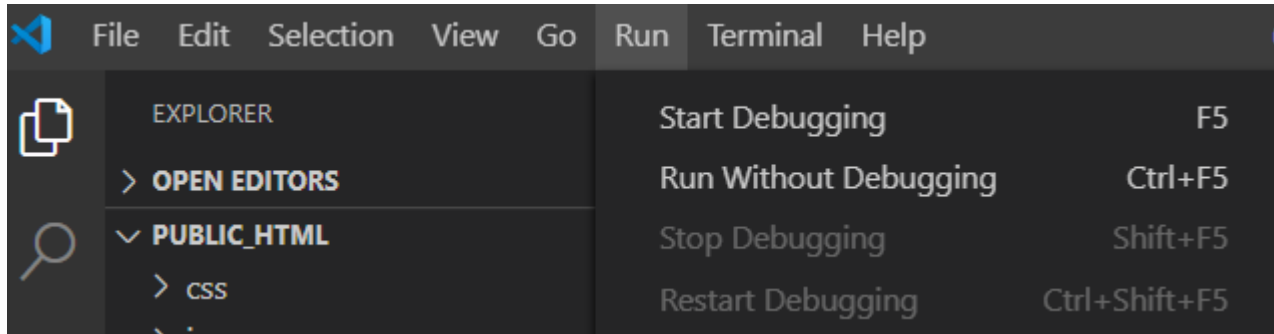 File Edit Selection View Go Run Terminal Help
EXPLORER
OPEN EDITORS
PUBLIC_HTML
css
Start Debugging F5
Run Without Debugging Ctrl+F5
Stop Debugging Shift+F5
Restart Debugging Ctrl+Shift+F5